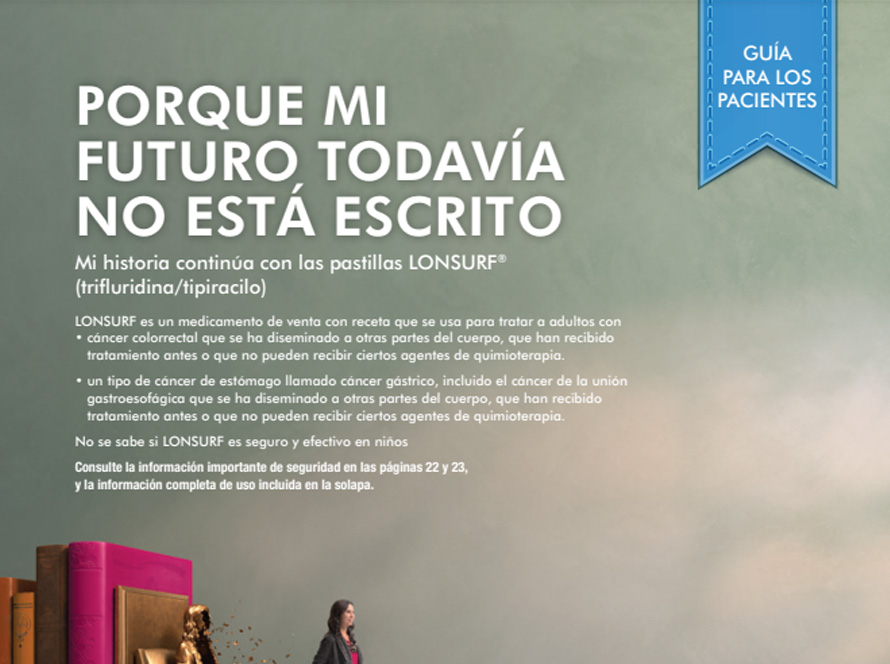 GUÍA
PARA LOS
PACIENTES
PORQUE MI
FUTURO TODAVÍA
NO ESTÁ ESCRITO
Mi historia continúa con las pastillas LONSURF®
(trifluridina/tipiracilo)
LONSURF es un medicamento de venta con receta que se usa para tratar a adultos con
• cáncer colorrectal que se ha diseminado a otras partes del cuerpo, que han recibido
tratamiento antes o que no pueden recibir ciertos agentes de quimioterapia.
• un tipo de cáncer de estómago llamado cáncer gástrico, incluido el cáncer de la unión
gastroesofágica que se ha diseminado a otras partes del cuerpo, que han recibido
tratamiento antes o que no pueden recibir ciertos agentes de quimioterapia.
No se sabe si LONSURF es seguro y efectivo en niños
Consulte la información importante de seguridad en las páginas 22 y 23,
y la información completa de uso incluida en la solapa.